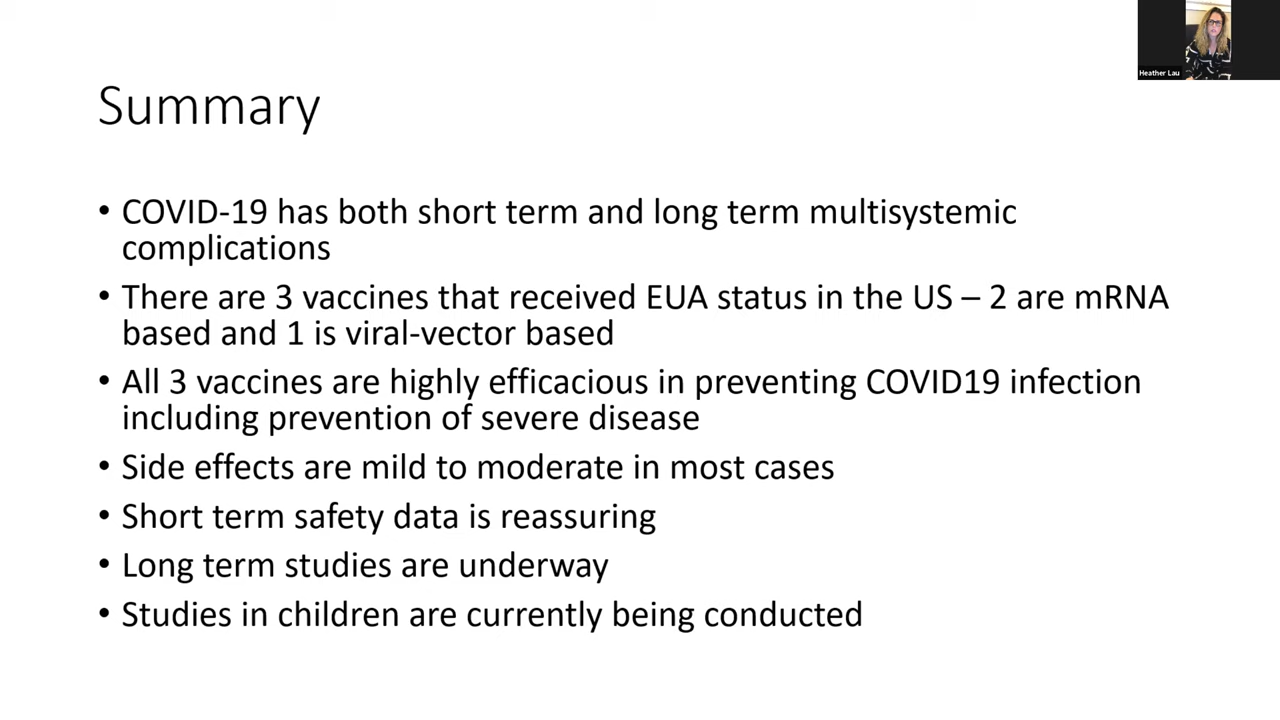 Heather Lau
Summary
• COVID-19 has both short term and long term multisystemic
complications
• There are 3 vaccines that received EUA status in the US – 2 are mRNA
based and 1 is viral-vector based
• All 3 vaccines are highly efficacious in preventing COVID19 infection
including prevention of severe disease
• Side effects are mild to moderate in most cases
• Short term safety data is reassuring
• Long term studies are underway
• Studies in children are currently being conducted